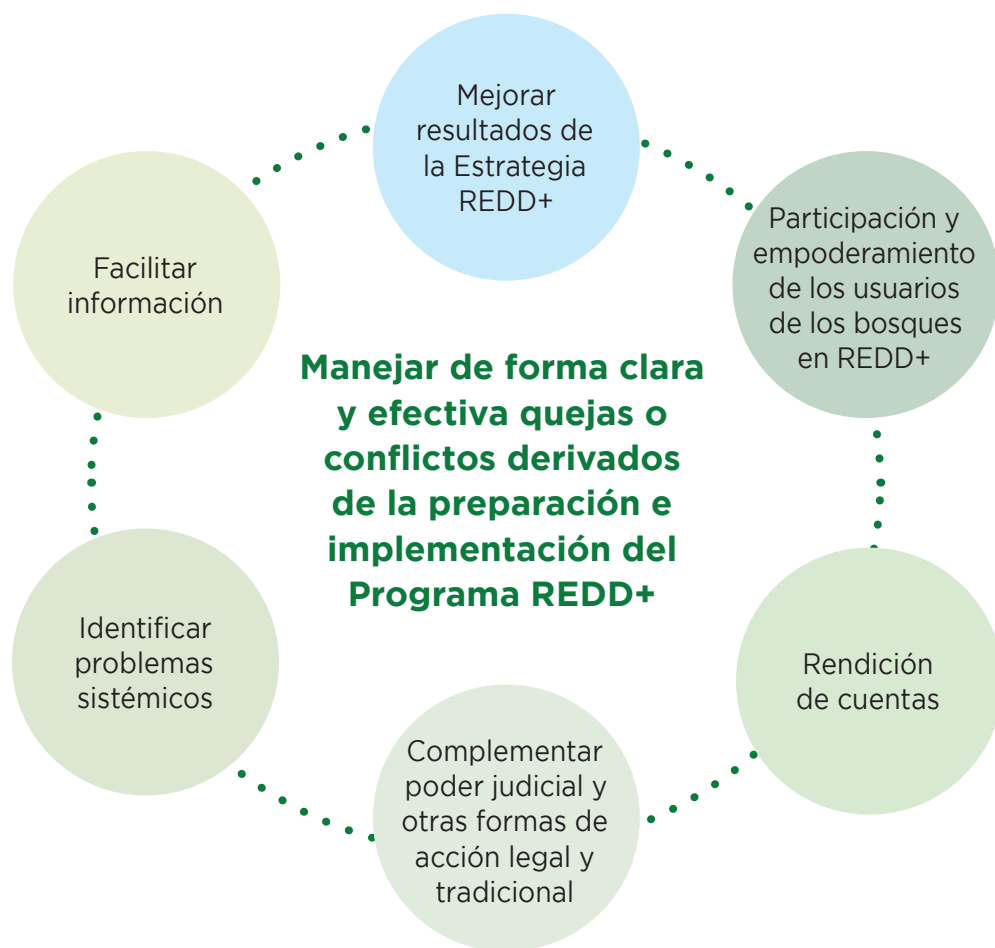 Mejorar
resultados de
la Estrategia
REDD+
Participación y
empoderamiento
de los usuarios
de los bosques
en REDD+
Facilitar
información
Manejar de forma clara
y efectiva quejas o
conflictos derivados
de la preparación e
implementación del
Programa REDD+
Identificar
problemas
sistémicos
Rendición
de cuentas
Complementar
poder judicial y
otras formas de
acción legal y
tradicional